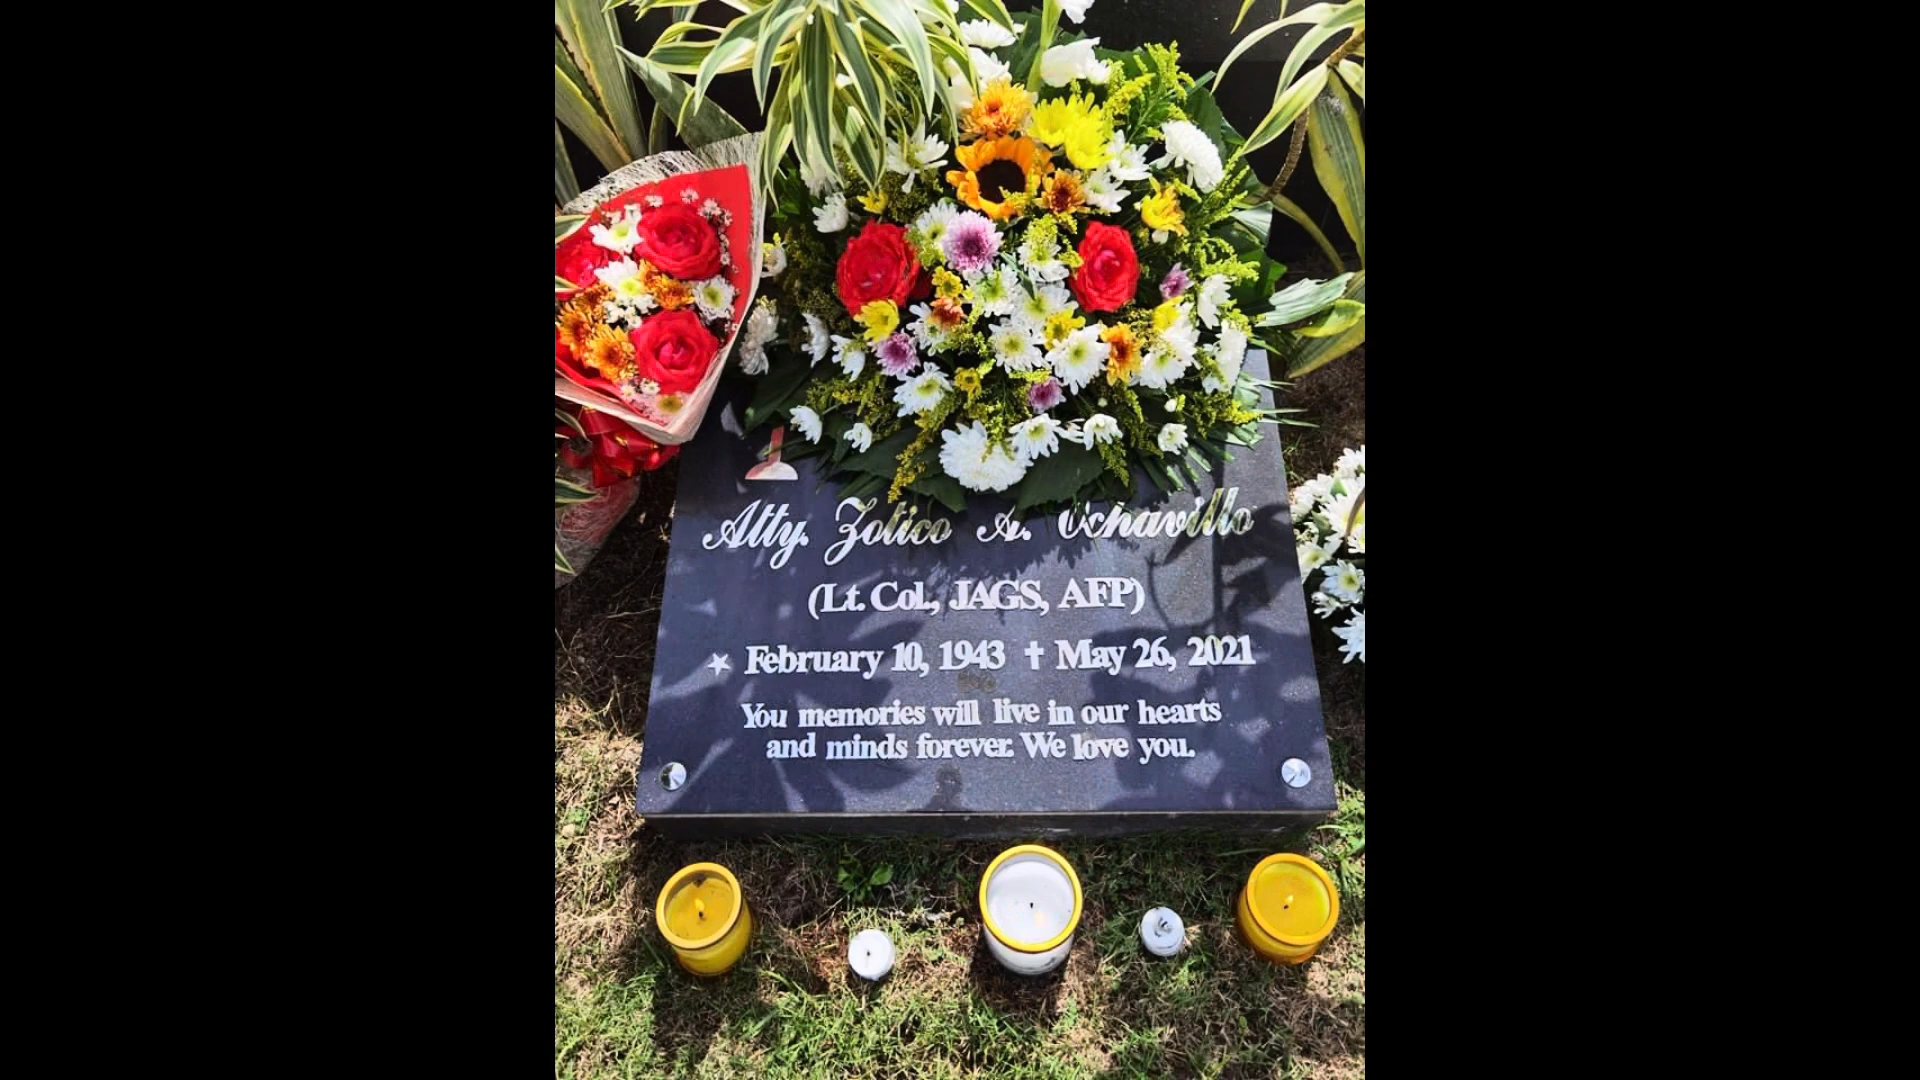 Atty. Zolico A. Ochavillo
(Lt. Col., JAGS, AFP)
★ February 10, 1943 ✝ May 26, 2021
You memories will live in our hearts
and minds forever. We love you.